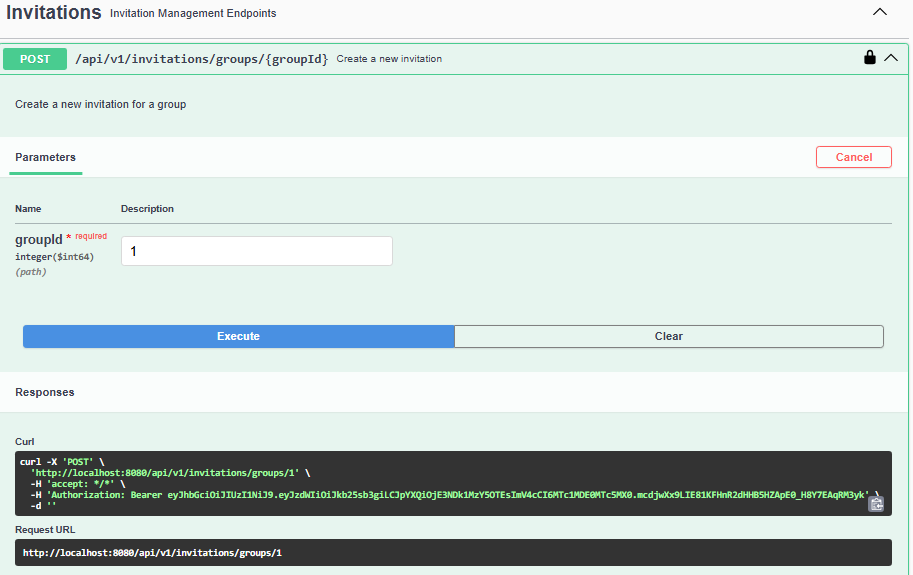 Invitations Invitation Management Endpoints
POST /api/v1/invitations/groups/{groupId} Create a new invitation
Create a new invitation for a group
Parameters Cancel
Name Description
groupId * required
integer($int64)
(path)
1
Execute Clear
Responses
Curl
curl -X 'POST' \
'http://localhost:8080/api/v1/invitations/groups/1' \
-H 'accept: */*' \
-H 'Authorization: Bearer eyJhbGciOiJIUzI1NiJ9.eyJzdWIiOiJkb25sb3giLCJpYXQiOjE3NDk1MzY5OTEsImV4cCI6MTc1MDE0MTc5MX0.mcdjwXx9LIE81KFHnR2dHHB5HZApE0_H8Y7EAqRM3yk' \
-d ''
Request URL
http://localhost:8080/api/v1/invitations/groups/1